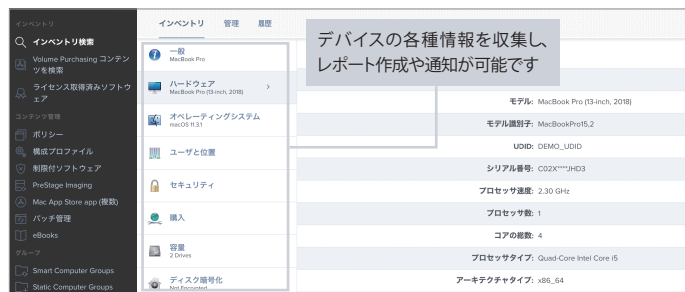 インベントリ
インベントリ検索
Volume Purchasing コンテン
ツを検索
ライセンス取得済みソフトウ
ェア
コンテンツ管理
ポリシー
構成プロファイル
制限付ソフトウェア
PreStage Imaging
Mac App Store app (複数)
パッチ管理
eBooks
グループ
Smart Computer Groups
Static Computer Groups
インベントリ 管理 履歴
一般
MacBook Pro
ハードウェア
MacBook Pro (13-inch, 2018)
オペレーティングシステム
macOS 11.3.1
ユーザと位置
セキュリティ
購入
容量
2 Drives
ディスク暗号化
Not Encrypted
デバイスの各種情報を収集し、
レポート作成や通知が可能です
モデル: MacBook Pro (13-inch, 2018)
モデル識別子: MacBookPro15,2
UDID: DEMO_UDID
シリアル番号: C02X****JHD3
プロセッサ速度: 2.30 GHz
プロセッサ数: 1
コアの総数: 4
プロセッサタイプ: Quad-Core Intel Core i5
アーキテクチャタイプ: x86_64